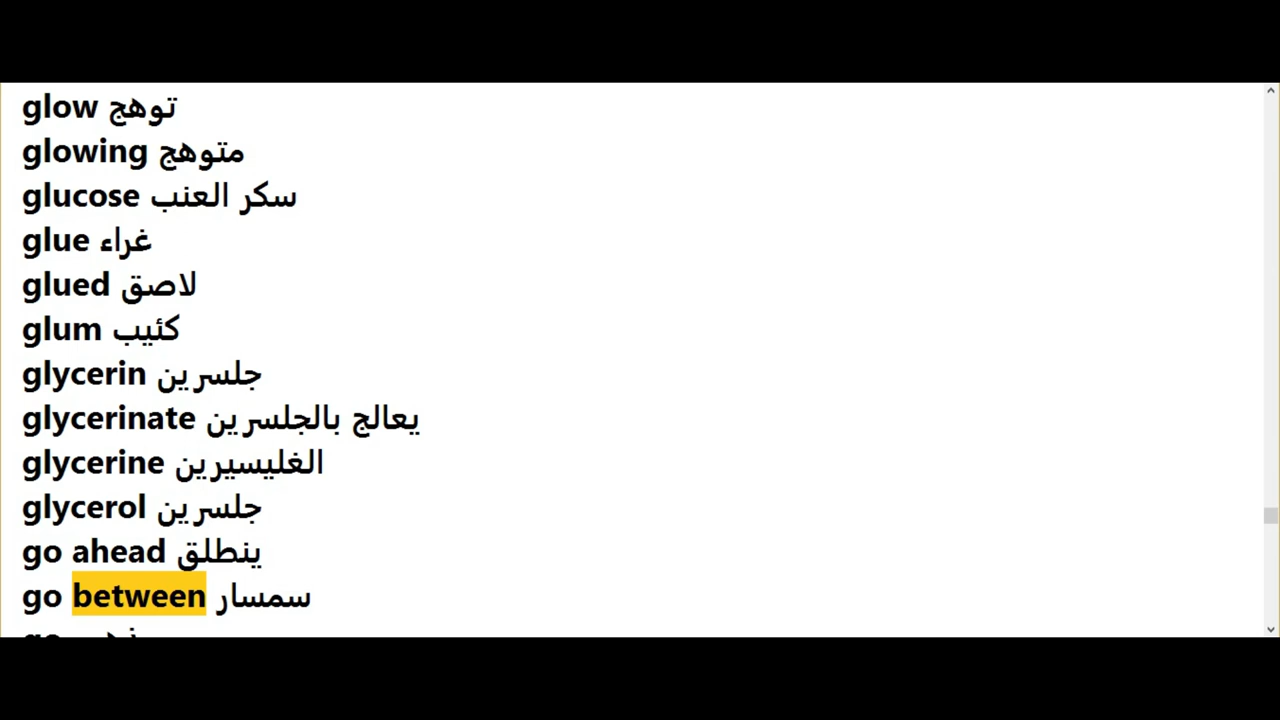 glow توهج
glowing متوهج
glucose سكر العنب
glue غراء
glued لاصق
glum كئيب
glycerin جلسرين
glycerinate يعالج بالجلسرين
glycerine الغليسيرين
glycerol جلسرين
go ahead ينطلق
go between سمسار
go